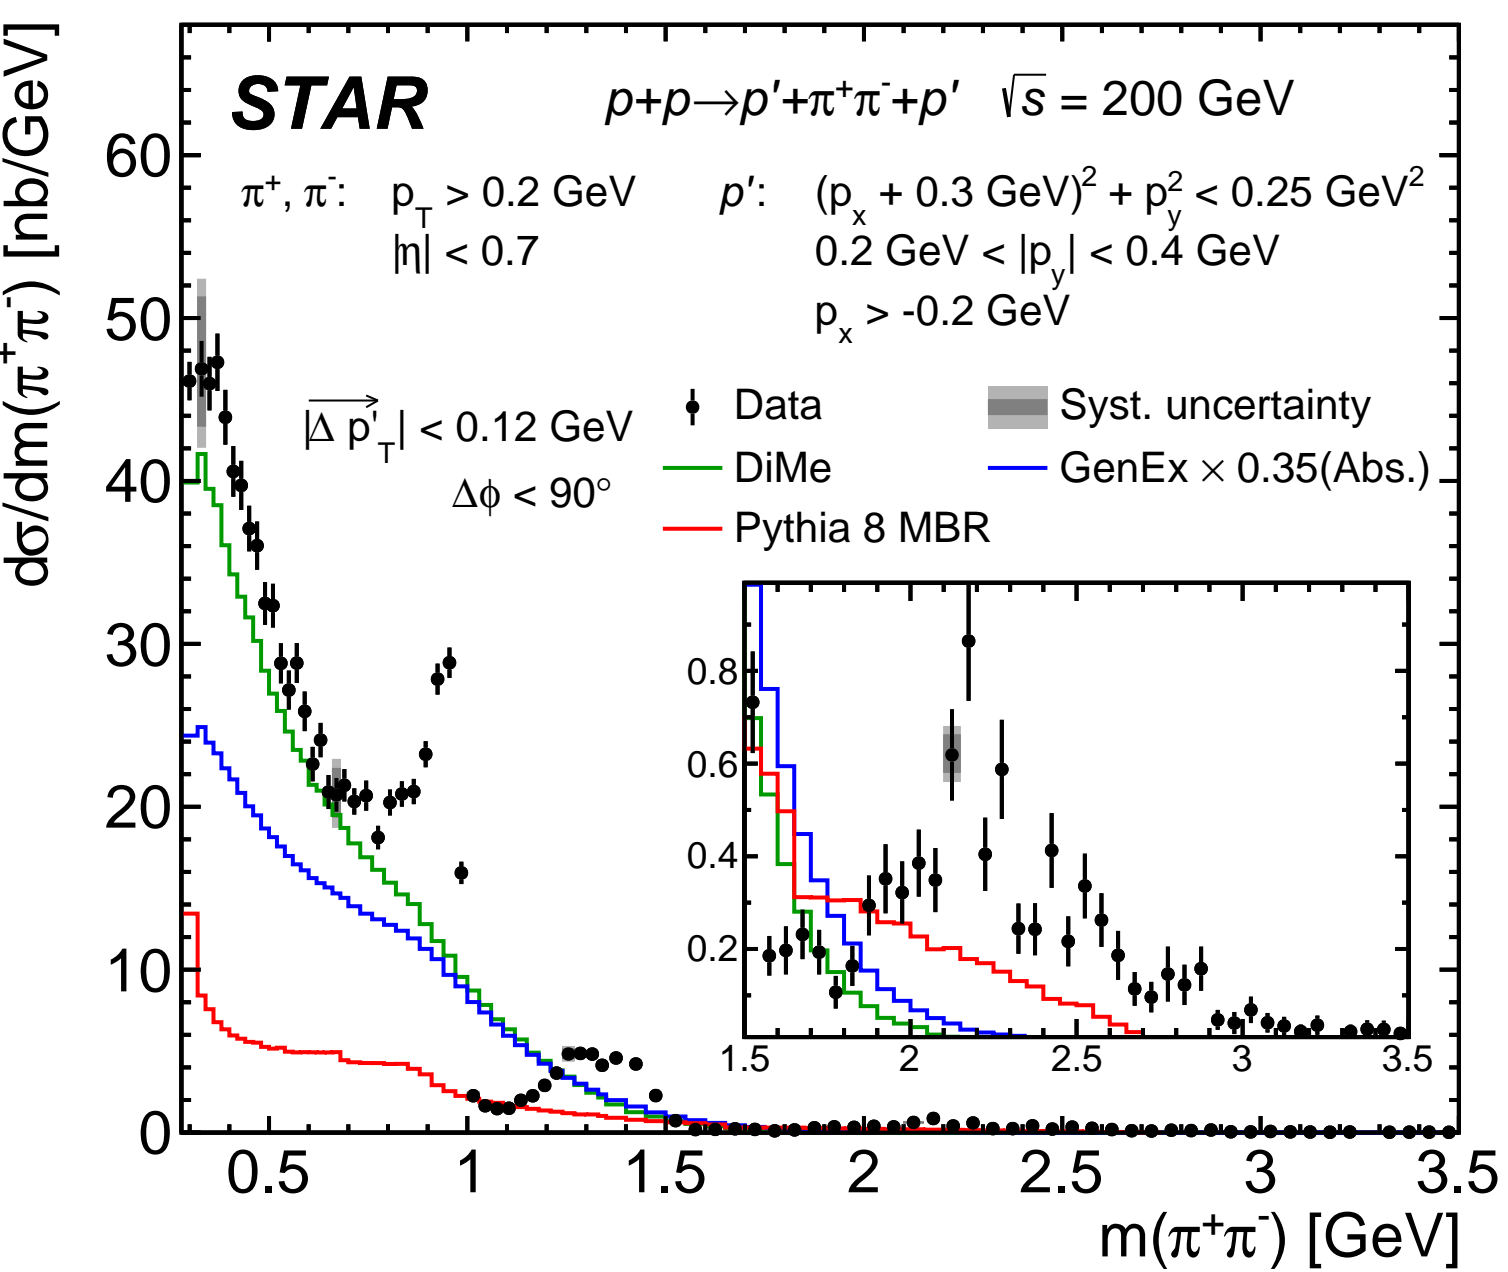 STAR
p+p→p′+π⁺π⁻+p′ √s = 200 GeV
π⁺, π⁻: p_T > 0.2 GeV
|η| < 0.7
p′: (p_x + 0.3 GeV)² + p_y² < 0.25 GeV²
0.2 GeV < |p_y| < 0.4 GeV
p_x > -0.2 GeV
|Δ p⃗'_T| < 0.12 GeV
Δϕ < 90°
Data
Syst. uncertainty
DiMe
GenEx × 0.35(Abs.)
Pythia 8 MBR
dσ/dm(π⁺π⁻) [nb/GeV]
60
50
40
30
20
10
0
0.5 1 1.5 2 2.5 3 3.5
m(π⁺π⁻) [GeV]
0.8
0.6
0.4
0.2
1.5 2 2.5 3 3.5